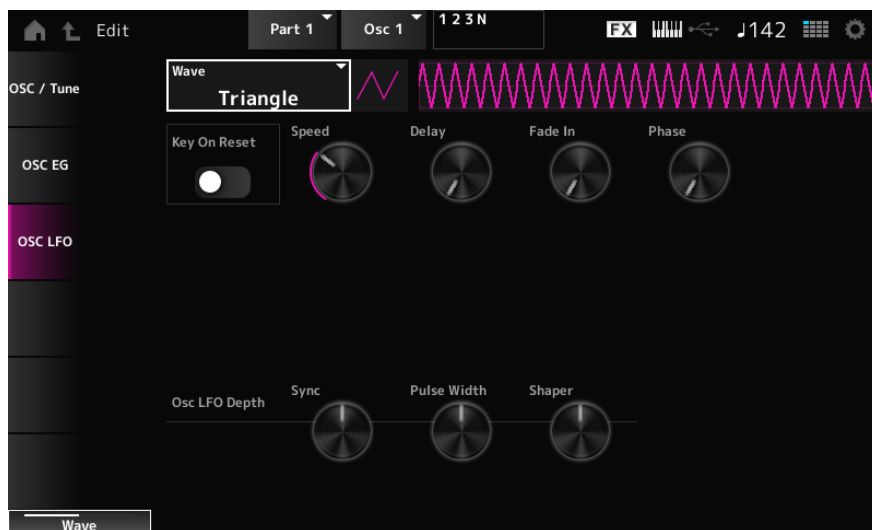 Edit
Part 1
Osc 1
1 2 3 N
FX
♩142
OSC / Tune
OSC EG
OSC LFO
Wave
Triangle
Key On Reset
Speed
Delay
Fade In
Phase
Osc LFO Depth
Sync
Pulse Width
Shaper
Wave